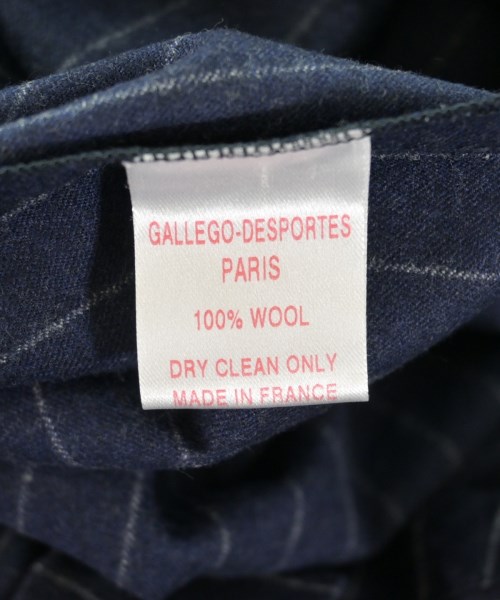 GALLEGO-DESPORTES
PARIS
100% WOOL
DRY CLEAN ONLY
MADE IN FRANCE